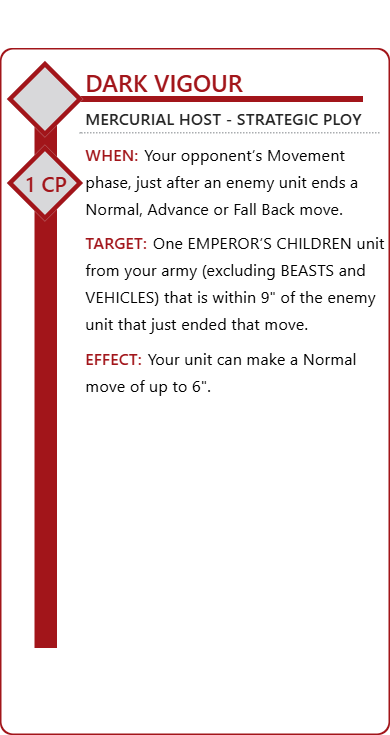 DARK VIGOUR
MERCURIAL HOST - STRATEGIC PLOY
1 CP
WHEN: Your opponent’s Movement
phase, just after an enemy unit ends a
Normal, Advance or Fall Back move.
TARGET: One EMPEROR’S CHILDREN unit
from your army (excluding BEASTS and
VEHICLES) that is within 9" of the enemy
unit that just ended that move.
EFFECT: Your unit can make a Normal
move of up to 6".